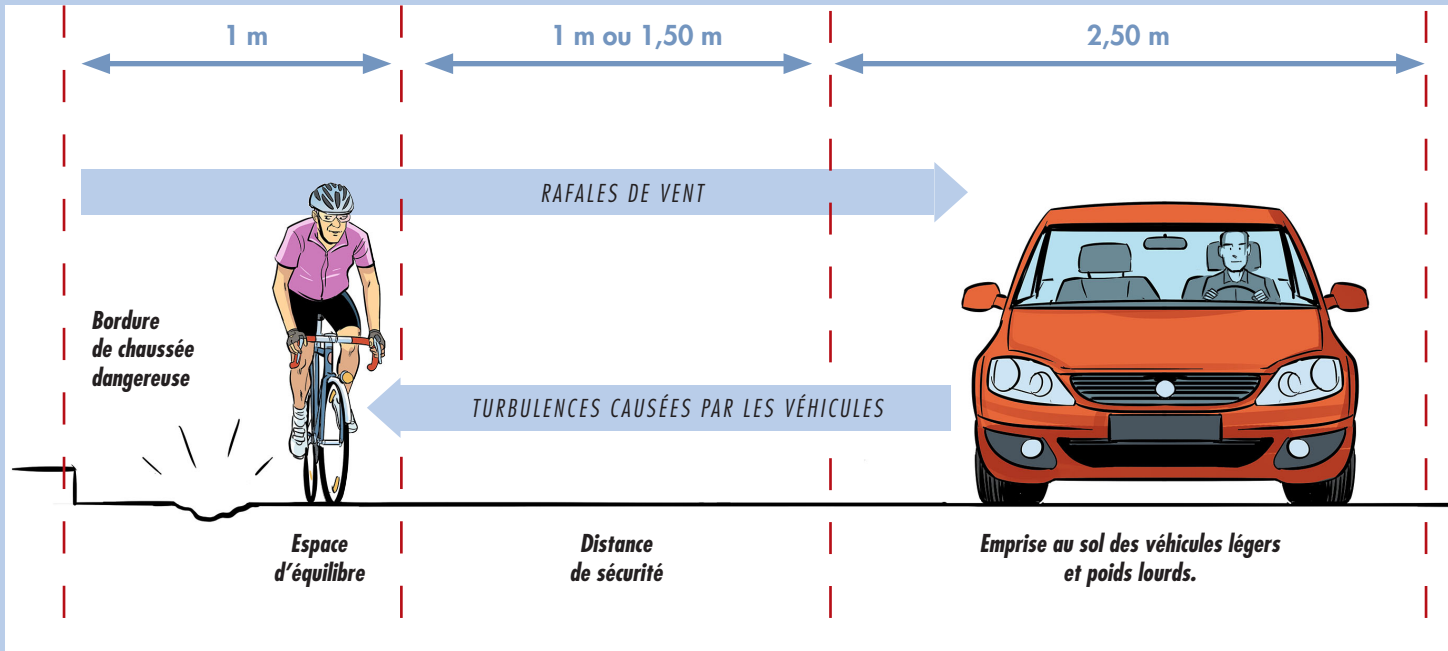 1 m
1 m ou 1,50 m
2,50 m
RAFALES DE VENT
Bordure
de chaussée
dangereuse
TURBULENCES CAUSÉES PAR LES VÉHICULES
Espace
d’équilibre
Distance
de sécurité
Emprise au sol des véhicules légers
et poids lourds.